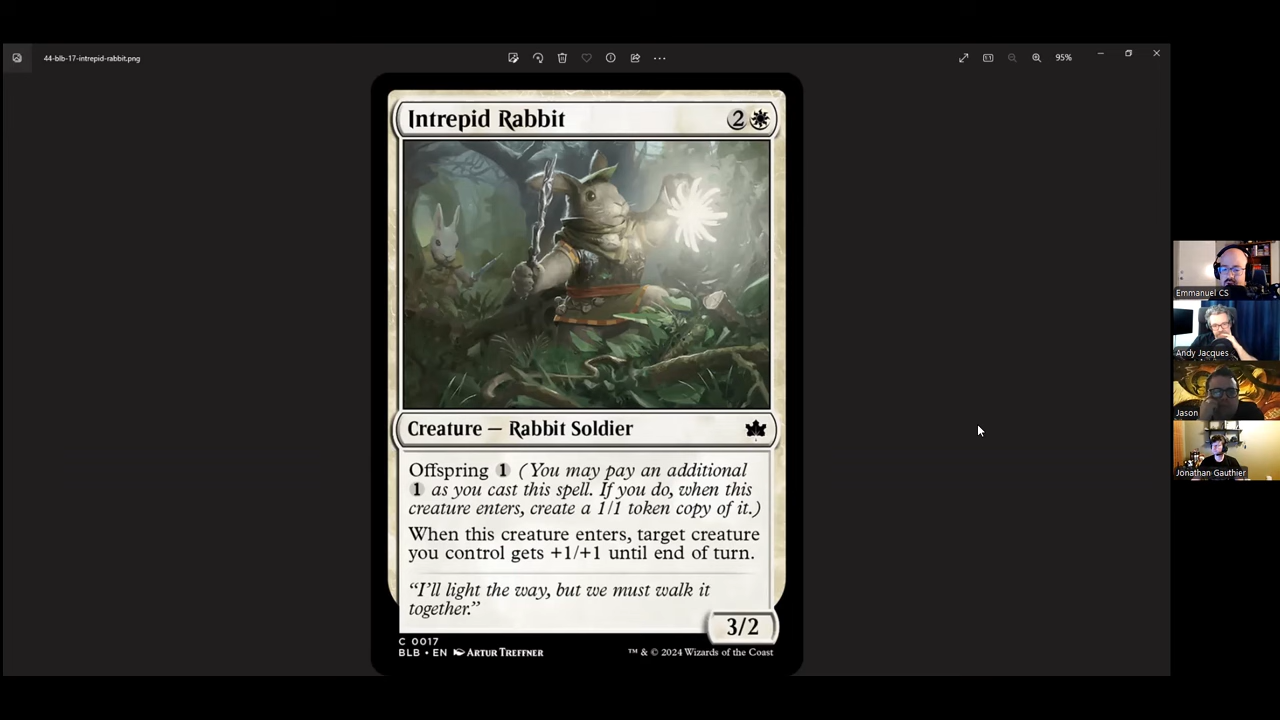 44-blb-17-intrepid-rabbit.png
95%
Intrepid Rabbit
2
Creature — Rabbit Soldier
Offspring 1 (You may pay an additional
1 as you cast this spell. If you do, when this
creature enters, create a 1/1 token copy of it.)
When this creature enters, target creature
you control gets +1/+1 until end of turn.
“I'll light the way, but we must walk it
together.”
3/2
C 0017
BLB • EN ARTUR TREFFNER
™ & © 2024 Wizards of the Coast
Emmanuel CS
Andy Jacques
Jason
Jonathan Gauthier